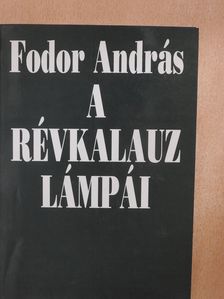 Fodor András
A
RÉVKALAUZ
LÁMPÁI